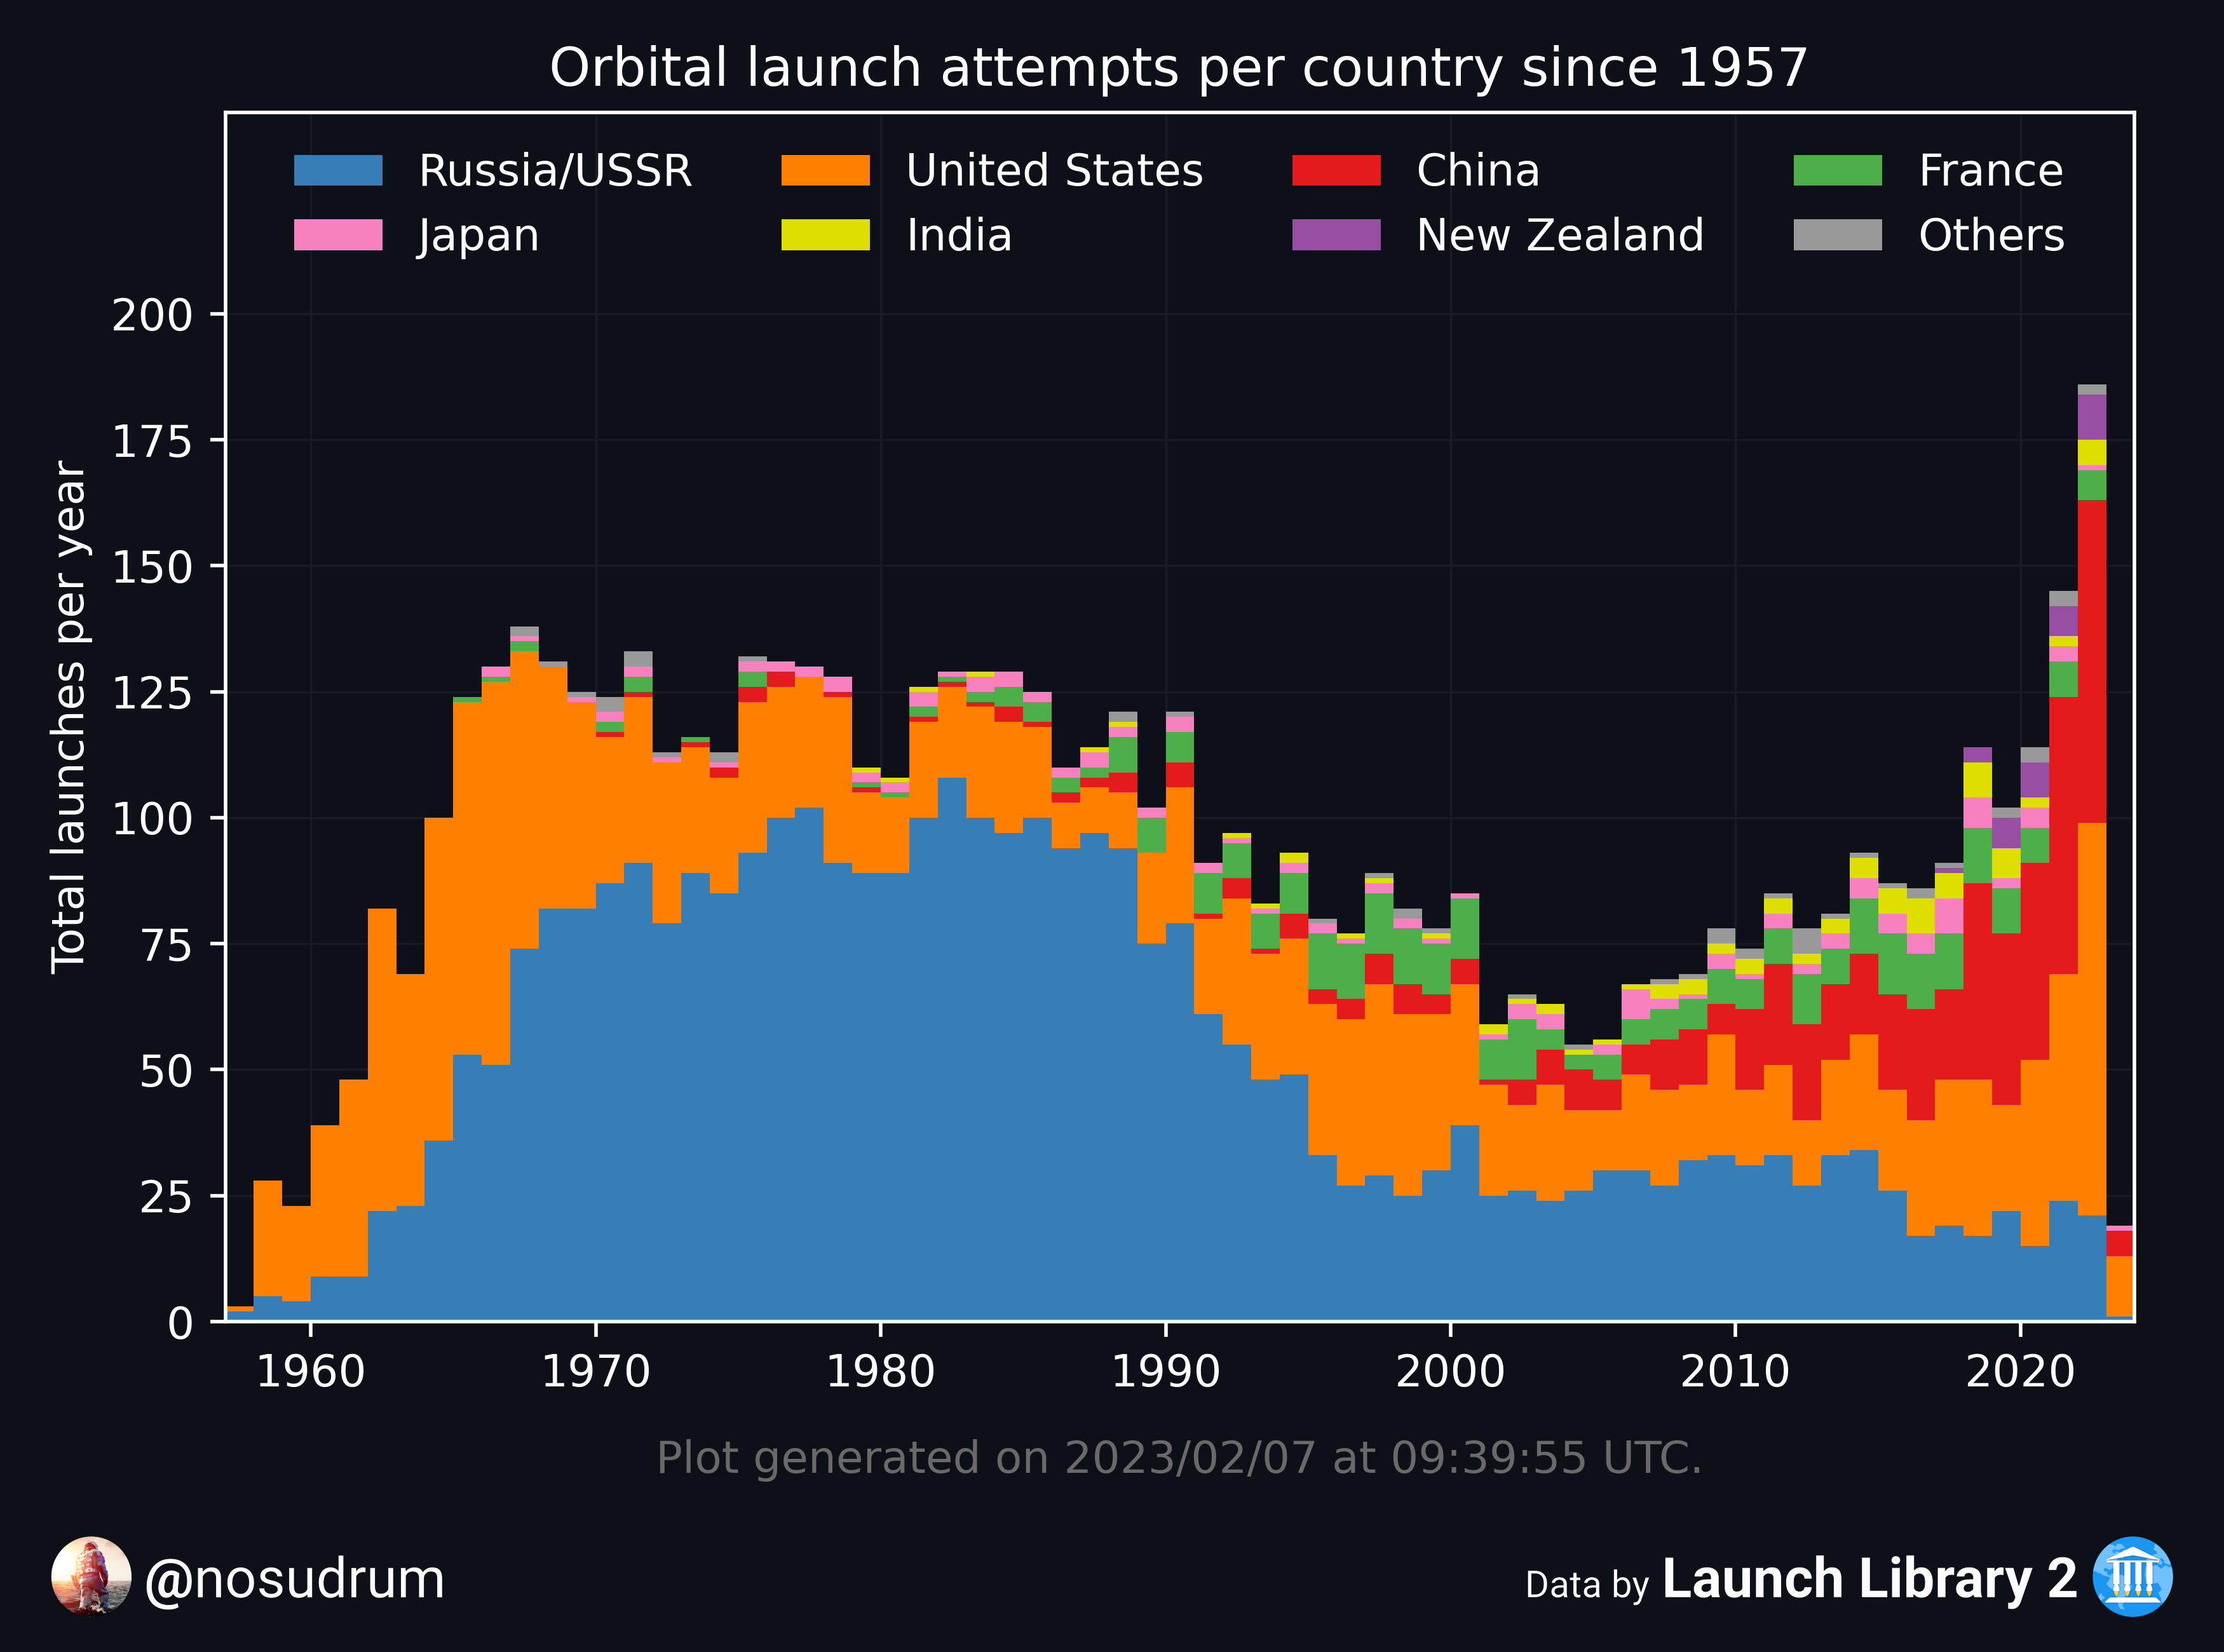 Orbital launch attempts per country since 1957
Russia/USSR United States China France
Japan India New Zealand Others
Total launches per year
200
175
150
125
100
75
50
25
0
1960 1970 1980 1990 2000 2010 2020
Plot generated on 2023/02/07 at 09:39:55 UTC.
@nosudrum
Data by Launch Library 2